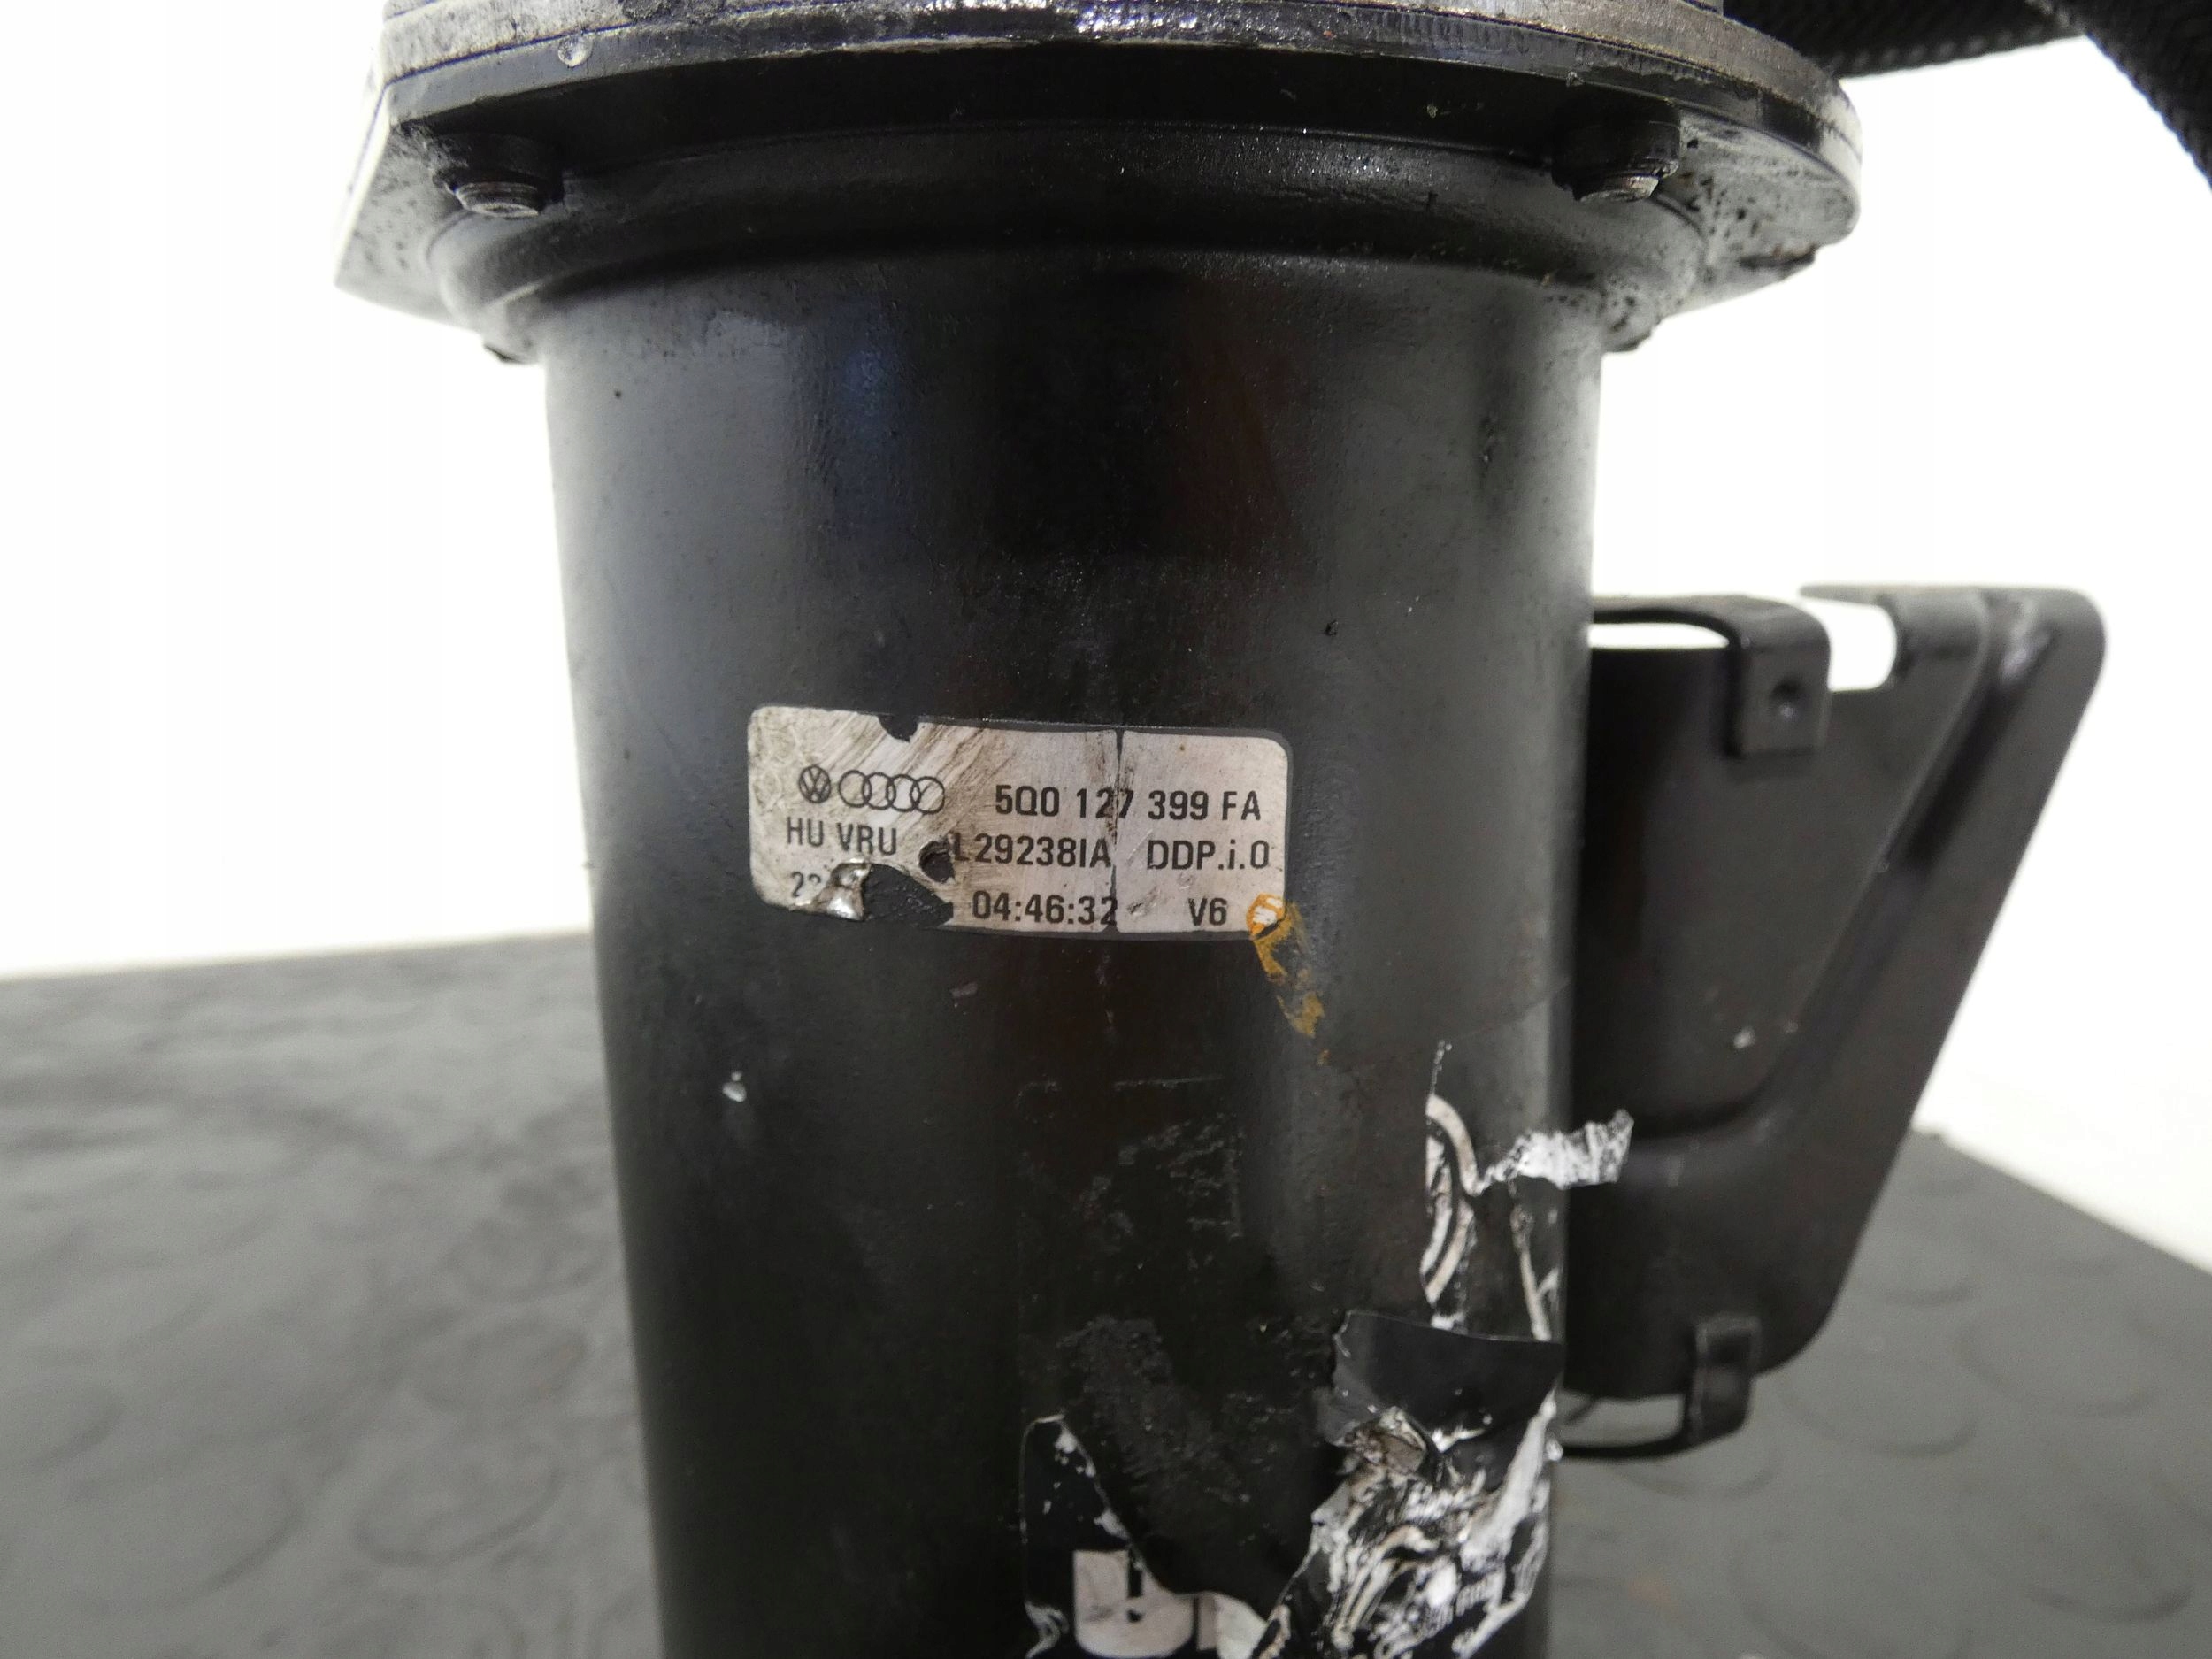 5Q0 127 399 FA
HU VRU L29238IA DDP.i.0
04:46:32 V6